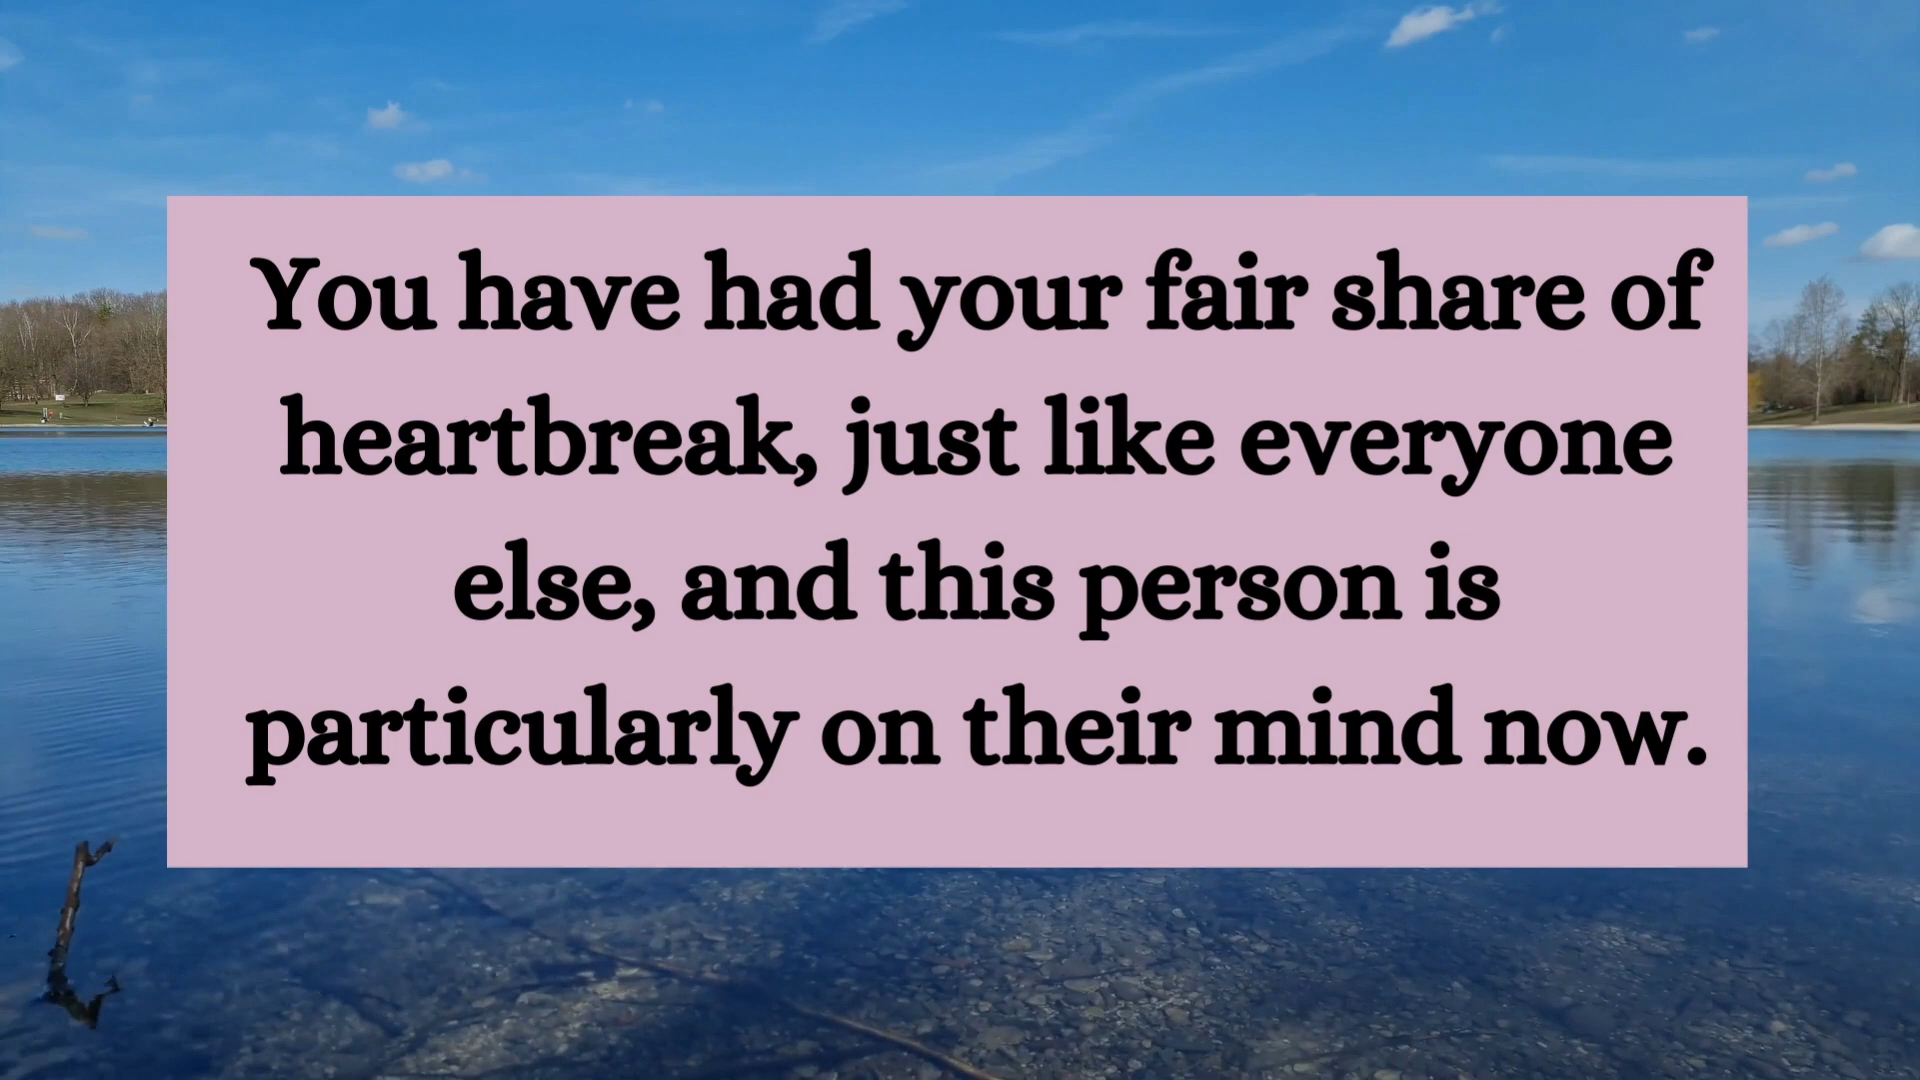 You have had your fair share of
heartbreak, just like everyone
else, and this person is
particularly on their mind now.